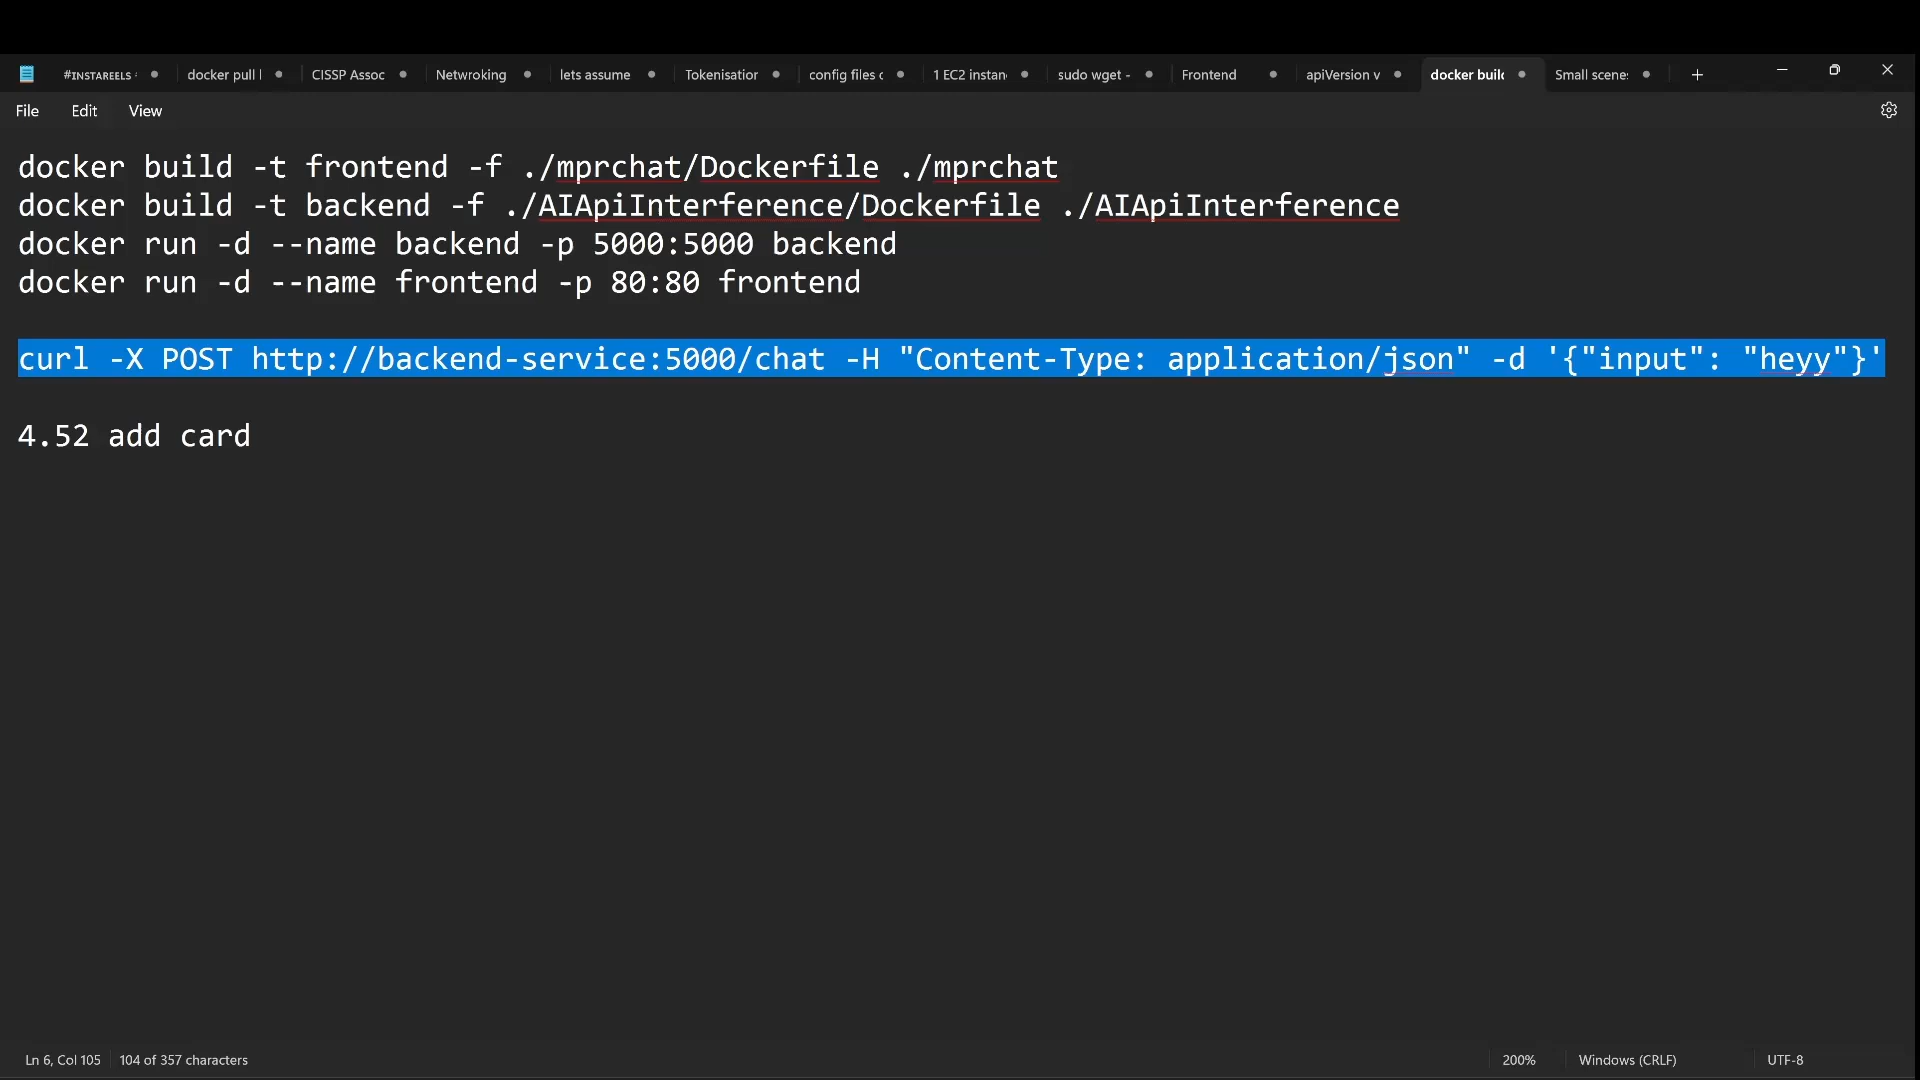 #INSTAREELS
docker pull
CISSP Assoc
Netwroking
lets assume
Tokenisatior
config files c
1 EC2 instan
sudo wget -
Frontend
apiVersion v
docker build
Small scene:
File Edit View
docker build -t frontend -f ./mprchat/Dockerfile ./mprchat
docker build -t backend -f ./AIApiInterference/Dockerfile ./AIApiInterference
docker run -d --name backend -p 5000:5000 backend
docker run -d --name frontend -p 80:80 frontend
curl -X POST http://backend-service:5000/chat -H "Content-Type: application/json" -d '{"input": "heyy"}'
4.52 add card
Ln 6, Col 105 104 of 357 characters 200% Windows (CRLF) UTF-8